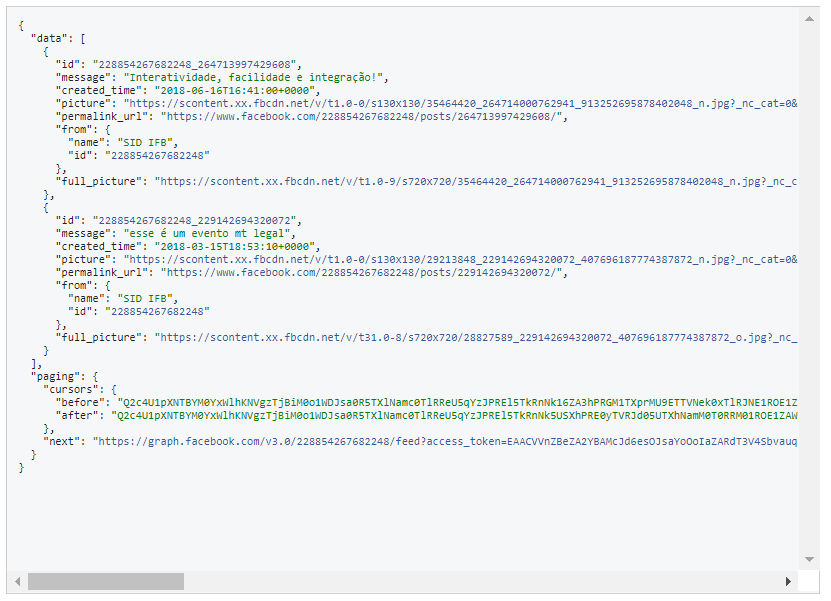 {
"data": [
{
"id": "228854267682248_264713997429608",
"message": "Interatividade, facilidade e integração!",
"created_time": "2018-06-16T16:41:00+0000",
"picture": "https://scontent.xx.fbcdn.net/v/t1.0-0/s130x130/35464420_264714000762941_913252695878402048_n.jpg?_nc_cat=0&
"permalink_url": "https://www.facebook.com/228854267682248/posts/264713997429608/",
"from": {
"name": "SID IFB",
"id": "228854267682248"
},
"full_picture": "https://scontent.xx.fbcdn.net/v/t1.0-9/s720x720/35464420_264714000762941_913252695878402048_n.jpg?_nc_c
},
{
"id": "228854267682248_229142694320072",
"message": "esse é um evento mt legal",
"created_time": "2018-03-15T18:53:10+0000",
"picture": "https://scontent.xx.fbcdn.net/v/t1.0-0/s130x130/29213848_229142694320072_407696187774387872_n.jpg?_nc_cat=0&
"permalink_url": "https://www.facebook.com/228854267682248/posts/229142694320072/",
"from": {
"name": "SID IFB",
"id": "228854267682248"
},
"full_picture": "https://scontent.xx.fbcdn.net/v/t31.0-8/s720x720/28827589_229142694320072_407696187774387872_o.jpg?_nc_
}
],
"paging": {
"cursors": {
"before":
"after":
},
"next": "https://graph.facebook.com/v3.0/228854267682248/feed?access_token=
}
}